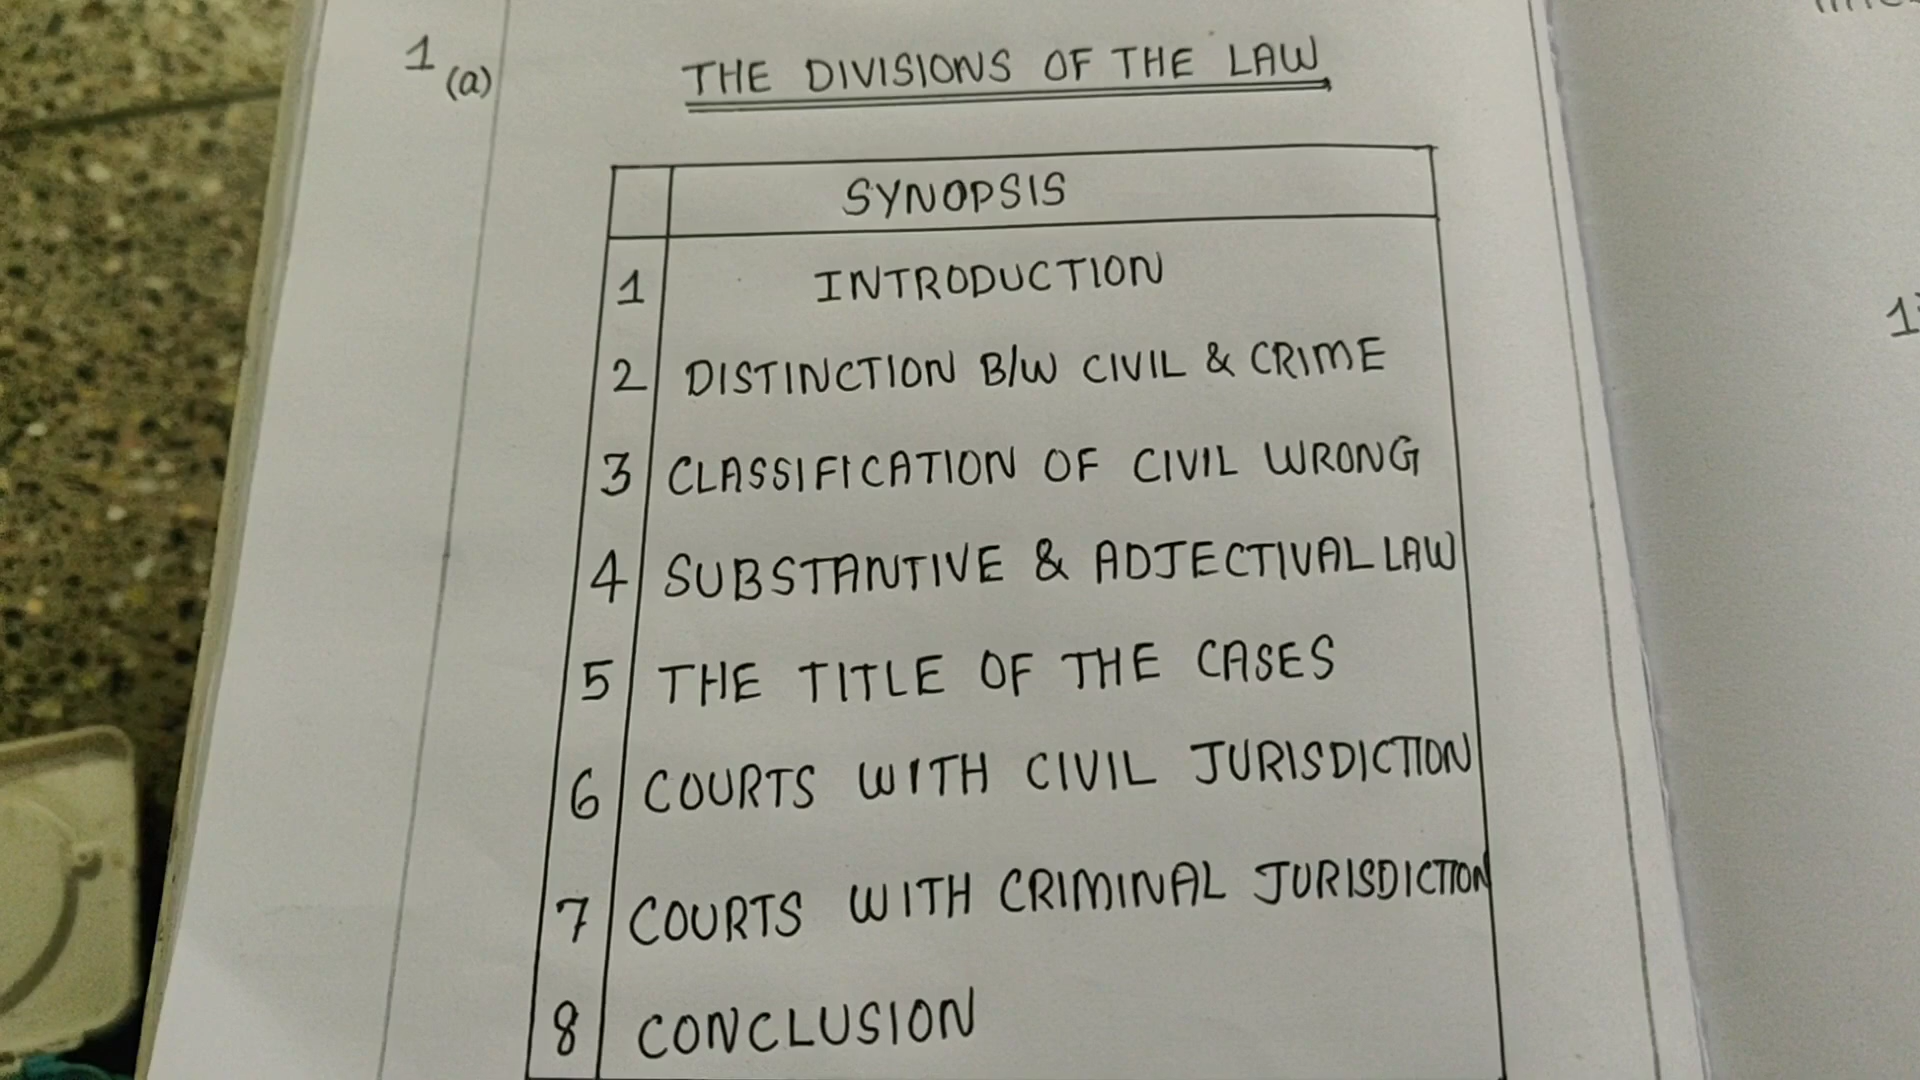 1 (a) THE DIVISIONS OF THE LAW
SYNOPSIS
1 INTRODUCTION
2 DISTINCTION B/W CIVIL & CRIME
3 CLASSIFICATION OF CIVIL WRONG
4 SUBSTANTIVE & ADJECTIVAL LAW
5 THE TITLE OF THE CASES
6 COURTS WITH CIVIL JURISDICTION
7 COURTS WITH CRIMINAL JURISDICTION
8 CONCLUSION